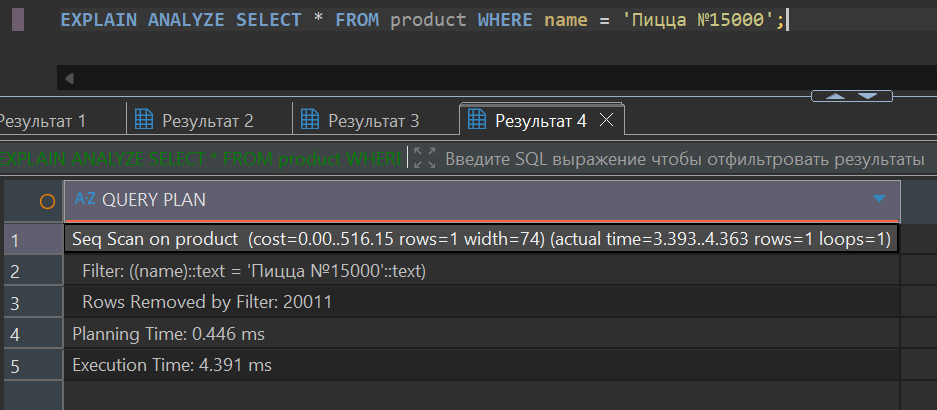 EXPLAIN ANALYZE SELECT * FROM product WHERE name = 'Пицца №15000';
Результат 1 Результат 2 Результат 3 Результат 4
EXPLAIN ANALYZE SELECT * FROM product WHERE Введите SQL выражение чтобы отфильтровать результаты
A-Z QUERY PLAN
1 Seq Scan on product (cost=0.00..516.15 rows=1 width=74) (actual time=3.393..4.363 rows=1 loops=1)
2 Filter: ((name)::text = 'Пицца №15000'::text)
3 Rows Removed by Filter: 20011
4 Planning Time: 0.446 ms
5 Execution Time: 4.391 ms